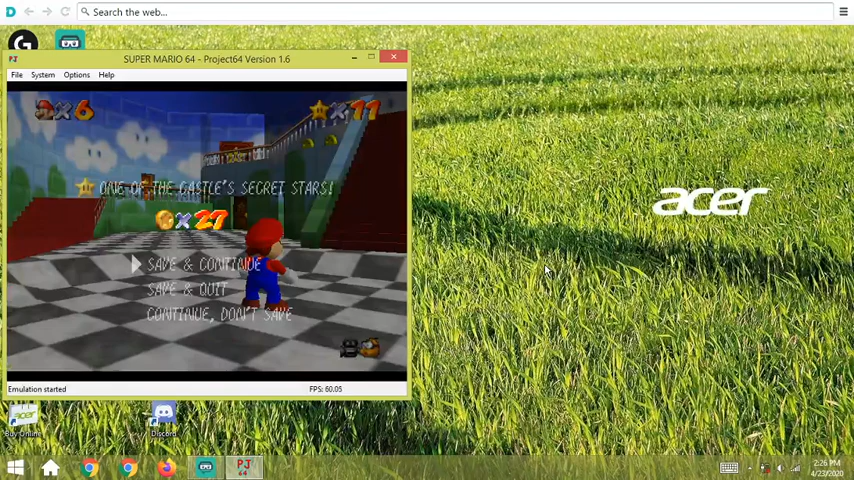 Search the web...
SUPER MARIO 64 - Project64 Version 1.6
File System Options Help
×6
×11
ONE OF THE CASTLE'S SECRET STARS!
×27
SAVE & CONTINUE
SAVE & QUIT
CONTINUE, DON'T SAVE
Emulation started
FPS: 60.05
acer
Buy Online
Discord
2:26 PM
4/23/2020